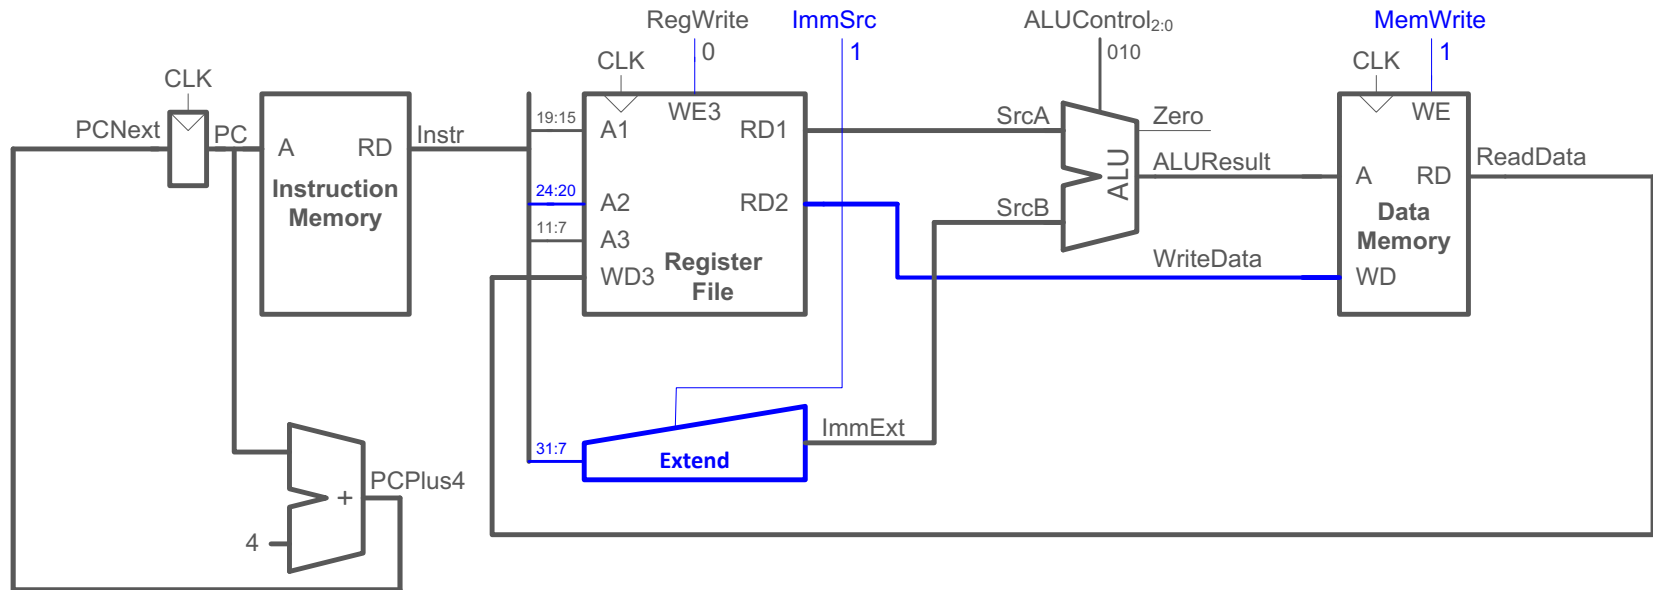 RegWrite
0
ImmSrc
1
ALUControl2:0
010
MemWrite
1
CLK
PCNext
PC
A
RD
Instruction
Memory
Instr
19:15
24:20
11:7
31:7
CLK
WE3
A1
RD1
A2
RD2
A3
WD3
Register
File
SrcA
SrcB
ALU
Zero
ALUResult
WriteData
CLK
WE
A
RD
Data
Memory
WD
ReadData
Extend
ImmExt
PCPlus4
+
4